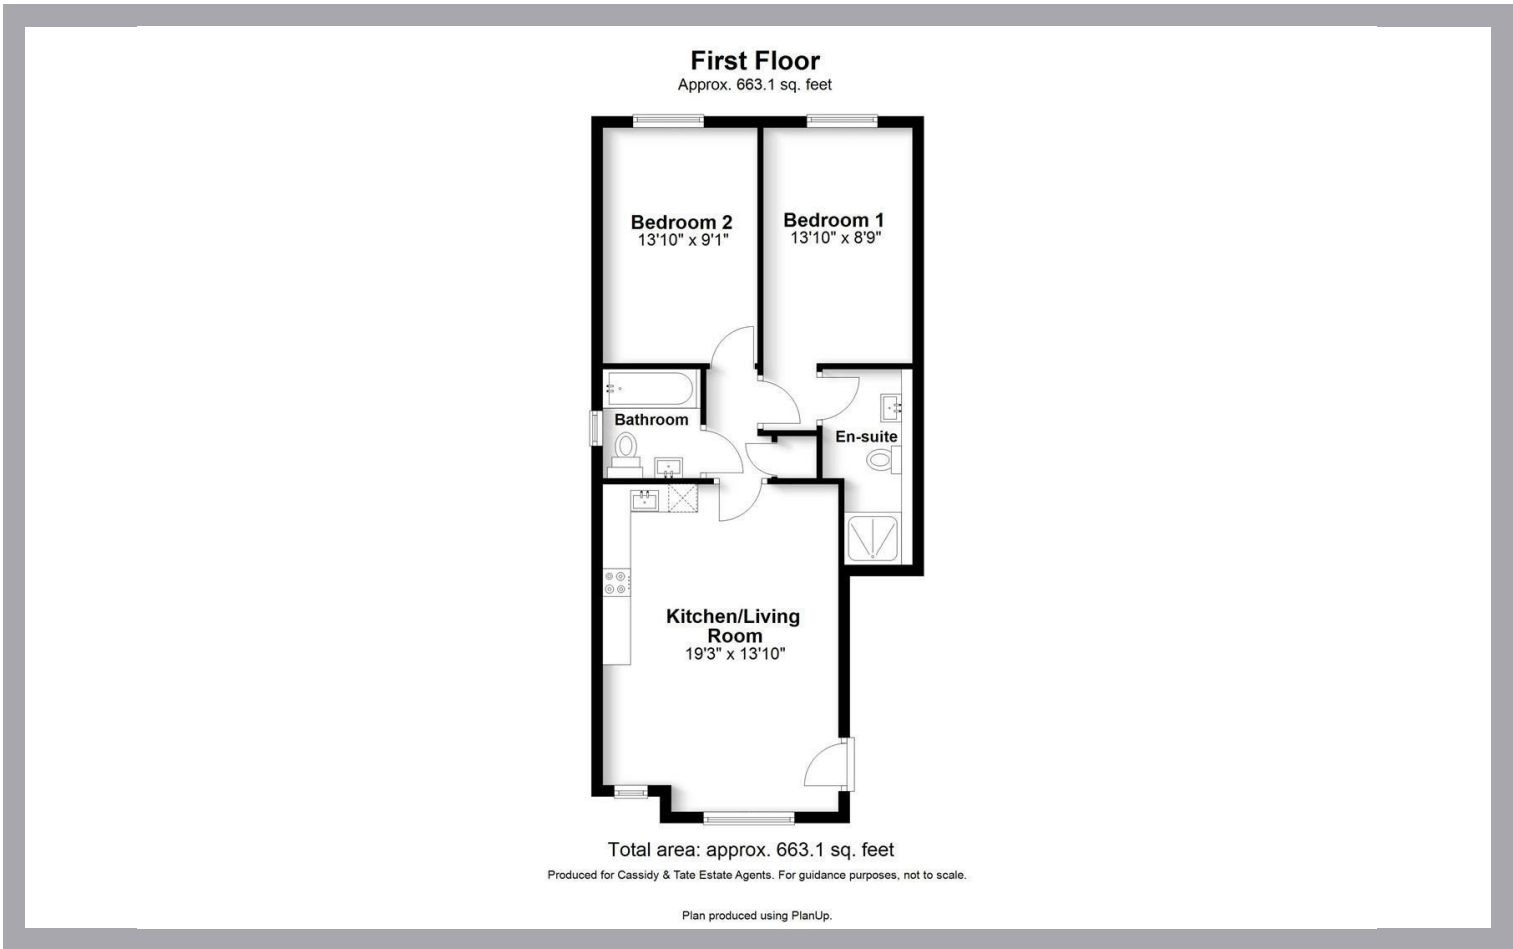 First Floor
Approx. 663.1 sq. feet
Bedroom 2
13'10" x 9'1"
Bedroom 1
13'10" x 8'9"
Bathroom
En-suite
Kitchen/Living
Room
19'3" x 13'10"
Total area: approx. 663.1 sq. feet
Produced for Cassidy & Tate Estate Agents. For guidance purposes, not to scale.
Plan produced using PlanUp.